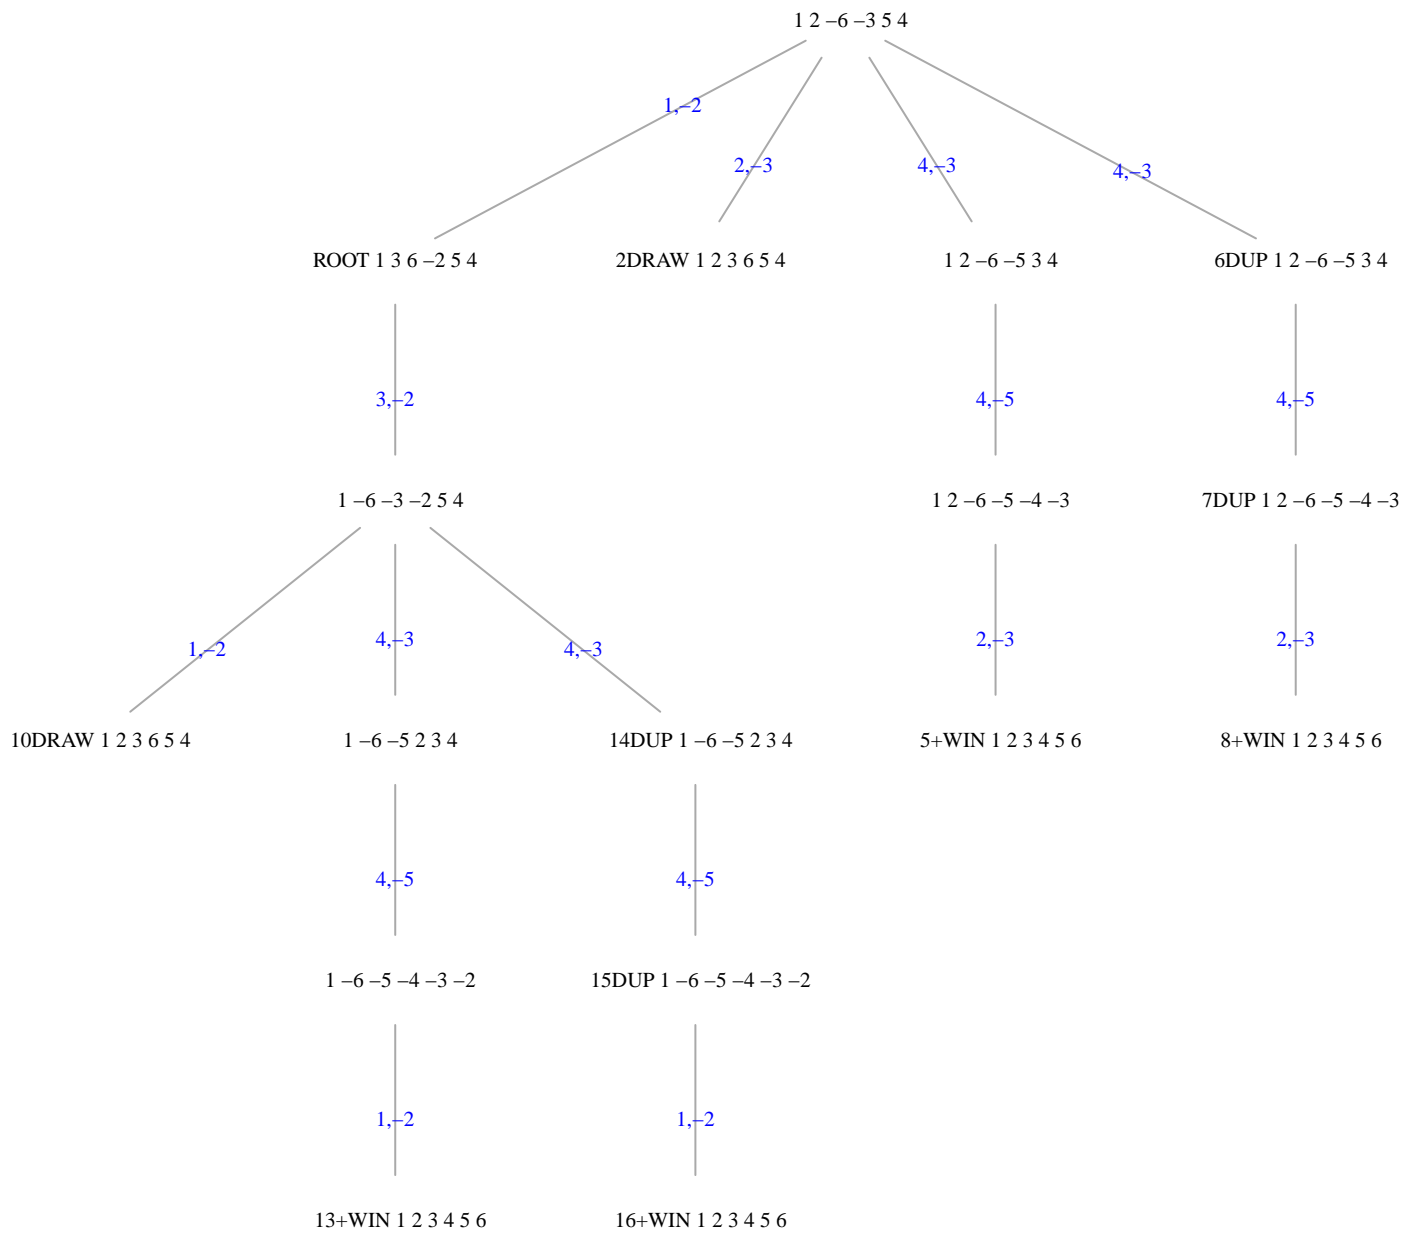 1 2 –6 –3 5 4
1,–2
2,–3
4,–3
4,–3
ROOT 1 3 6 –2 5 4
2DRAW 1 2 3 6 5 4
1 2 –6 –5 3 4
6DUP 1 2 –6 –5 3 4
3,–2
4,–5
4,–5
1 –6 –3 –2 5 4
1 2 –6 –5 –4 –3
7DUP 1 2 –6 –5 –4 –3
1,–2
4,–3
4,–3
2,–3
2,–3
10DRAW 1 2 3 6 5 4
1 –6 –5 2 3 4
14DUP 1 –6 –5 2 3 4
5+WIN 1 2 3 4 5 6
8+WIN 1 2 3 4 5 6
4,–5
4,–5
1 –6 –5 –4 –3 –2
15DUP 1 –6 –5 –4 –3 –2
1,–2
1,–2
13+WIN 1 2 3 4 5 6
16+WIN 1 2 3 4 5 6